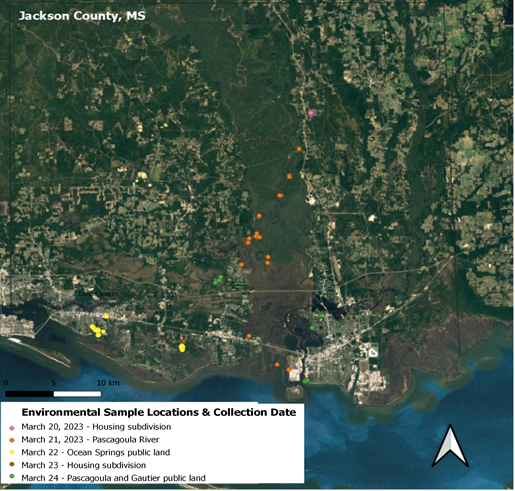 Jackson County, MS
0 5 10 km
Environmental Sample Locations & Collection Date
March 20, 2023 - Housing subdivision
March 21, 2023 - Pascagoula River
March 22 - Ocean Springs public land
March 23 - Housing subdivision
March 24 - Pascagoula and Gautier public land